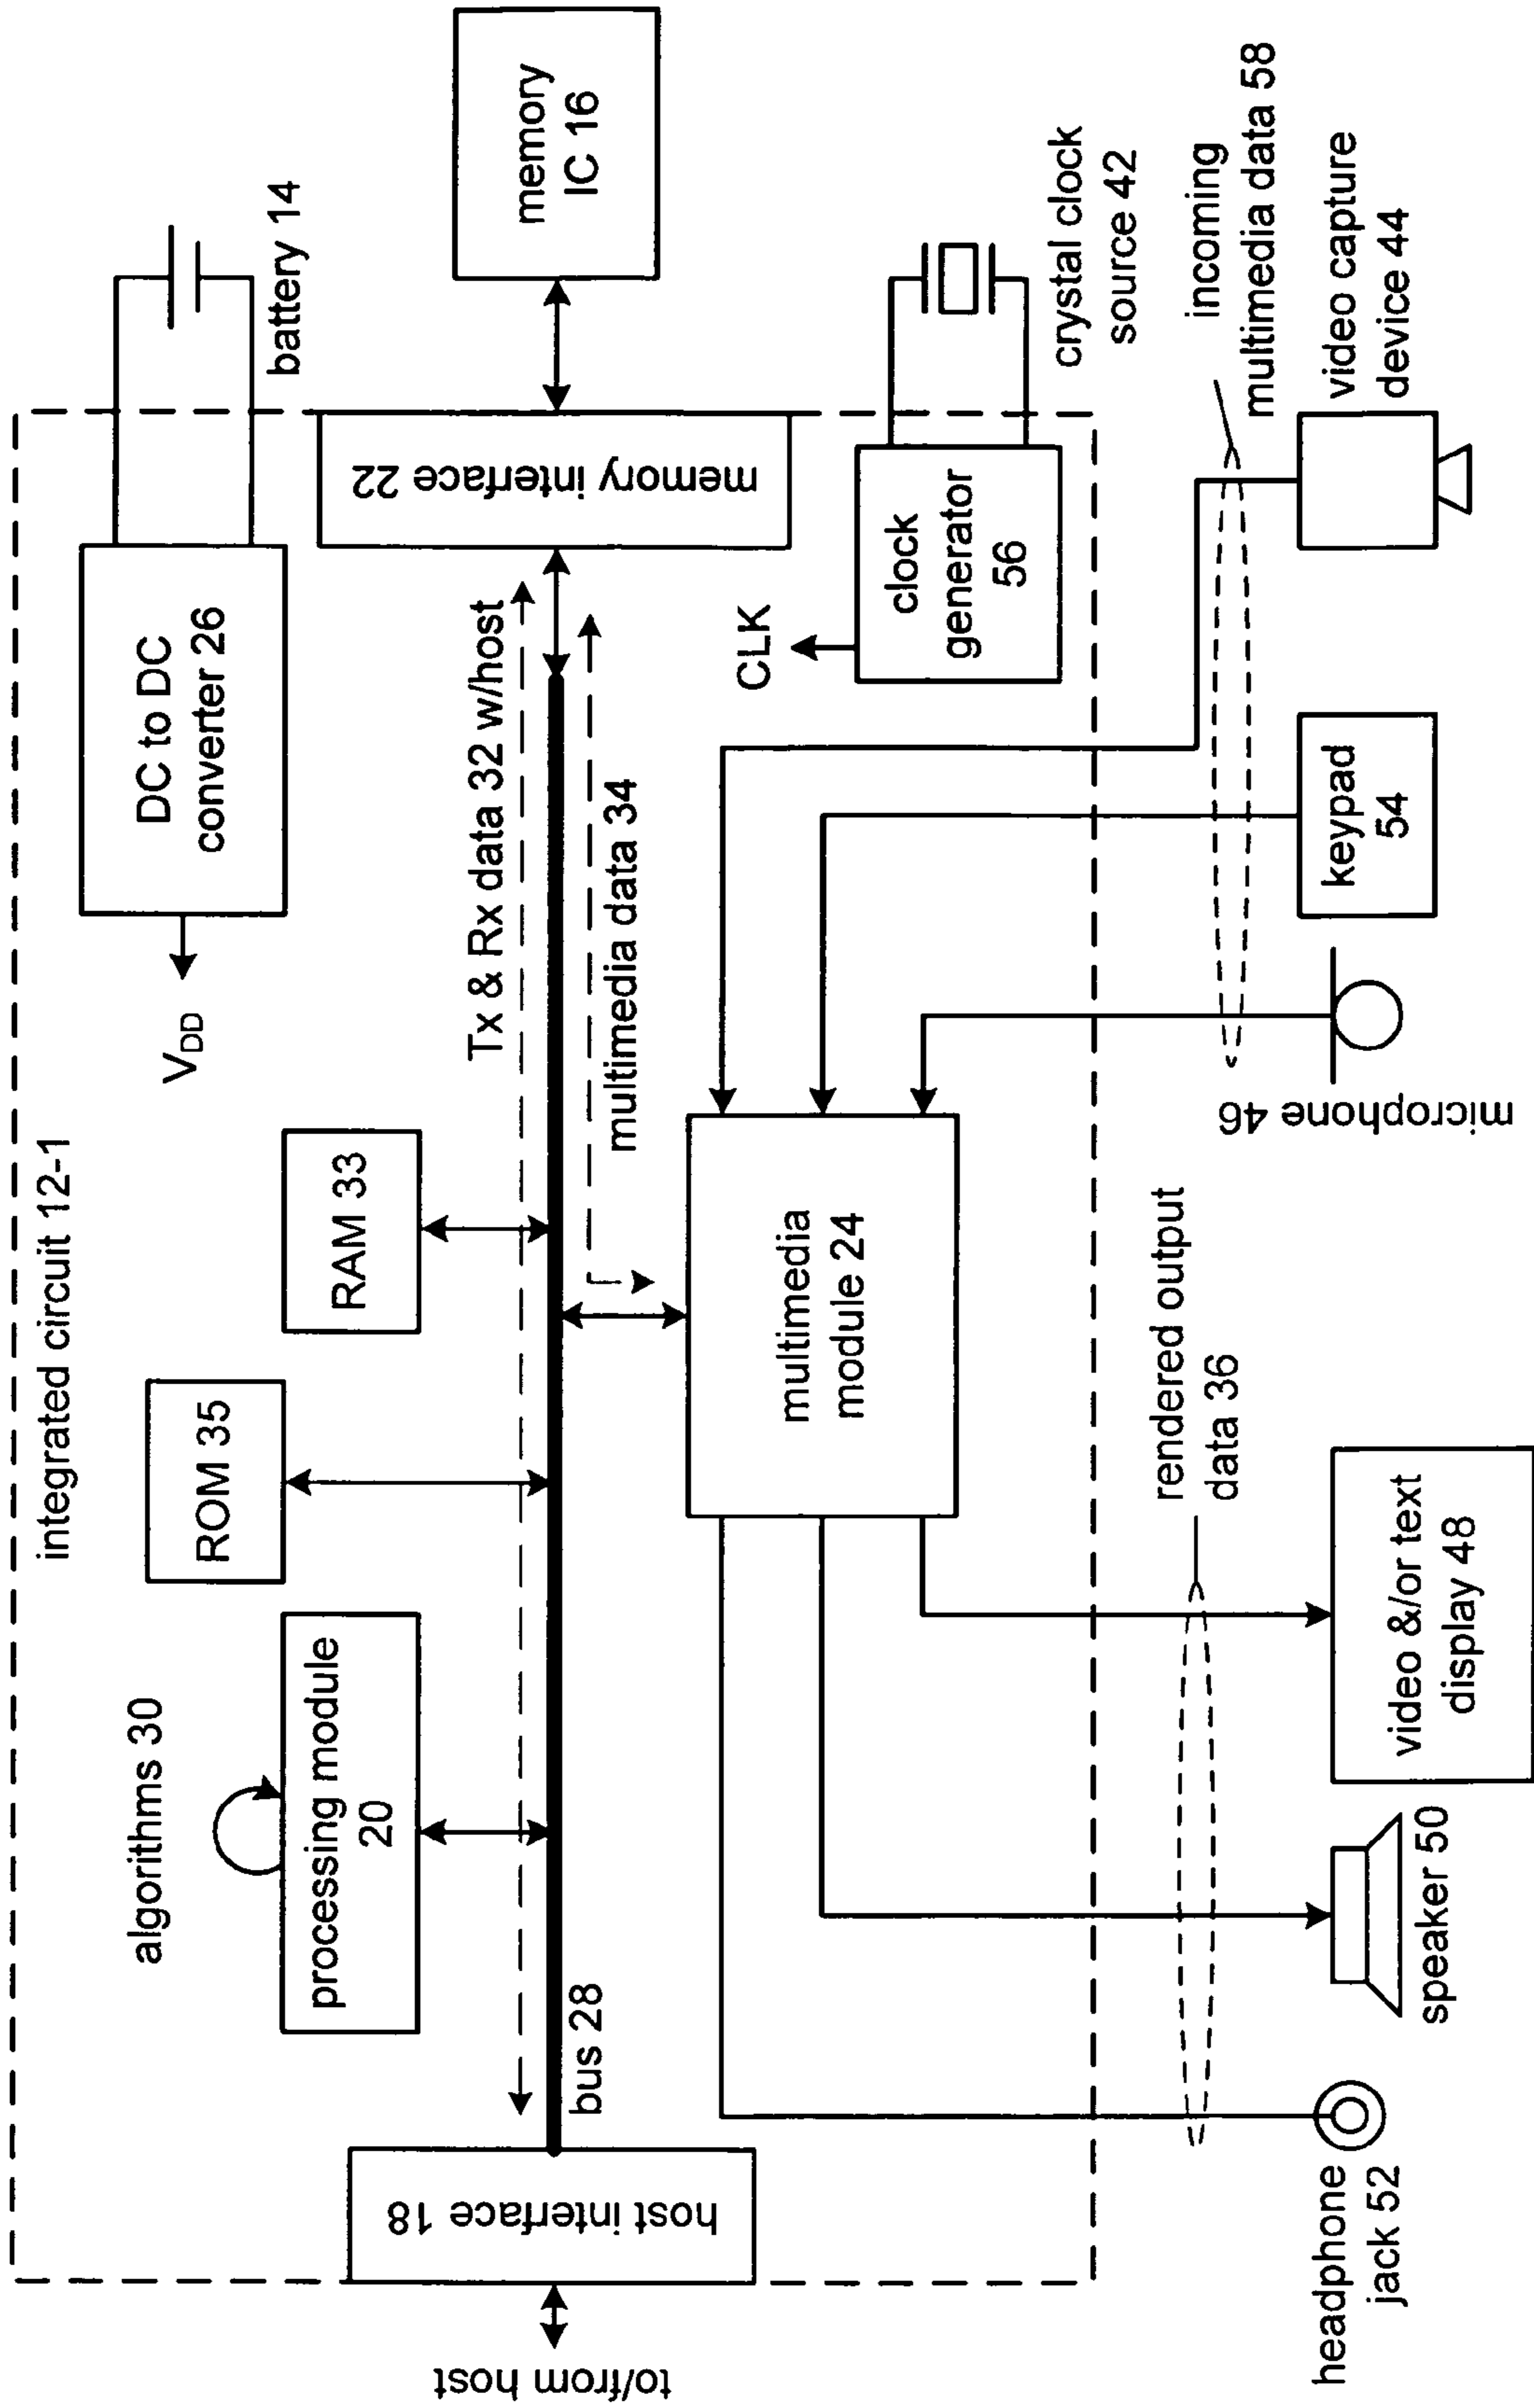 integrated circuit 12-1
DC to DC
converter 26
V_DD
battery 14
algorithms 30
processing module
20
ROM 35
RAM 33
Tx & Rx data 32 w/host
multimedia data 34
to/from host
host interface 18
bus 28
memory interface 22
memory
IC 16
multimedia
module 24
CLK
clock
generator
56
crystal clock
source 42
rendered output
data 36
incoming
multimedia data 58
headphone
jack 52
speaker 50
video &/or text
display 48
microphone 46
keypad
54
video capture
device 44